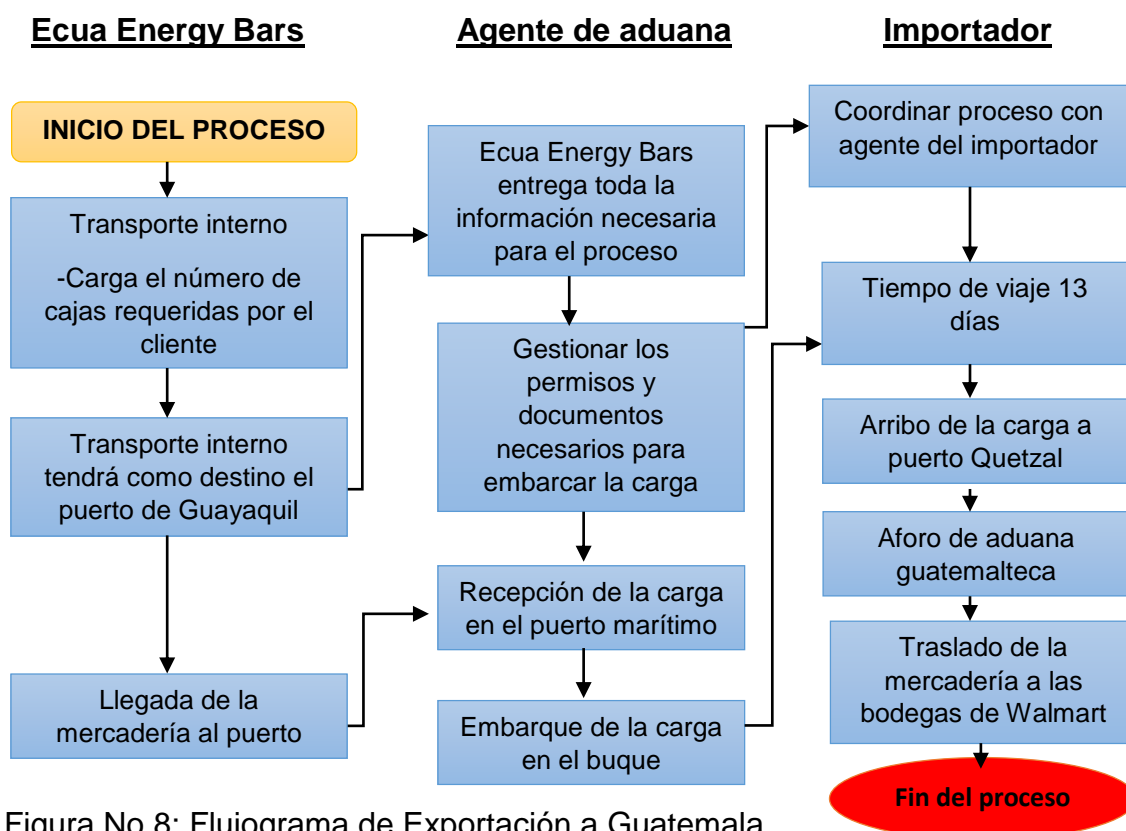 Ecua Energy Bars
Agente de aduana
Importador
INICIO DEL PROCESO
Transporte interno
-Carga el número de
cajas requeridas por el
cliente
Transporte interno
tendrá como destino el
puerto de Guayaquil
Llegada de la
mercadería al puerto
Ecua Energy Bars
entrega toda la
información necesaria
para el proceso
Gestionar los
permisos y
documentos
necesarios para
embarcar la carga
Recepción de la carga
en el puerto marítimo
Embarque de la carga
en el buque
Coordinar proceso con
agente del importador
Tiempo de viaje 13
días
Arribo de la carga a
puerto Quetzal
Aforo de aduana
guatemalteca
Traslado de la
mercadería a las
bodegas de Walmart
Fin del proceso
Figura No 8: Flujograma de Exportación a Guatemala